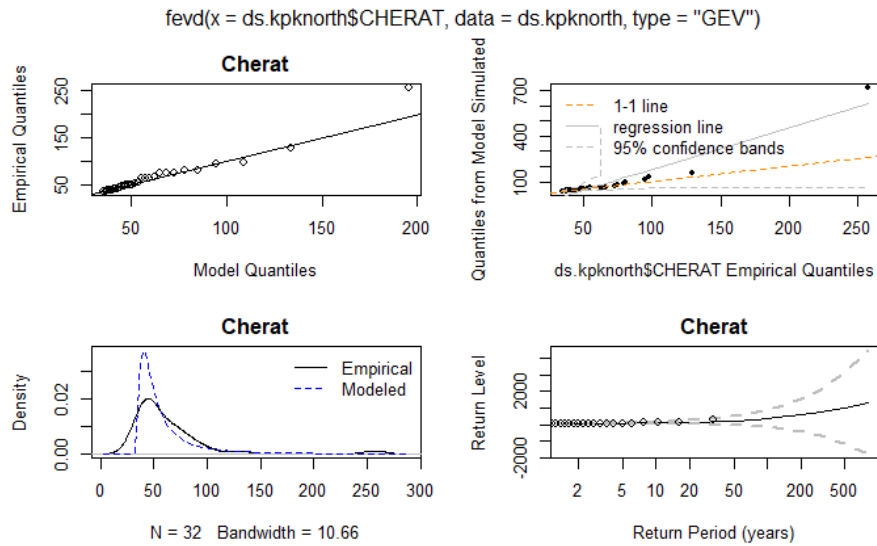 fevd(x = ds.kpknorth$CHERAT, data = ds.kpknorth, type = "GEV")
Cherat
Empirical Quantiles
250
150
50
50 100 150 200
Model Quantiles
Quantiles from Model Simulated
700
400
100
1-1 line
regression line
95% confidence bands
50 100 150 200 250
ds.kpknorth$CHERAT Empirical Quantiles
Cherat
Density
0.02
0.00
Empirical
Modeled
0 50 100 150 200 250 300
N = 32 Bandwidth = 10.66
Cherat
Return Level
2000
-2000
2 5 10 20 50 100 200 500
Return Period (years)